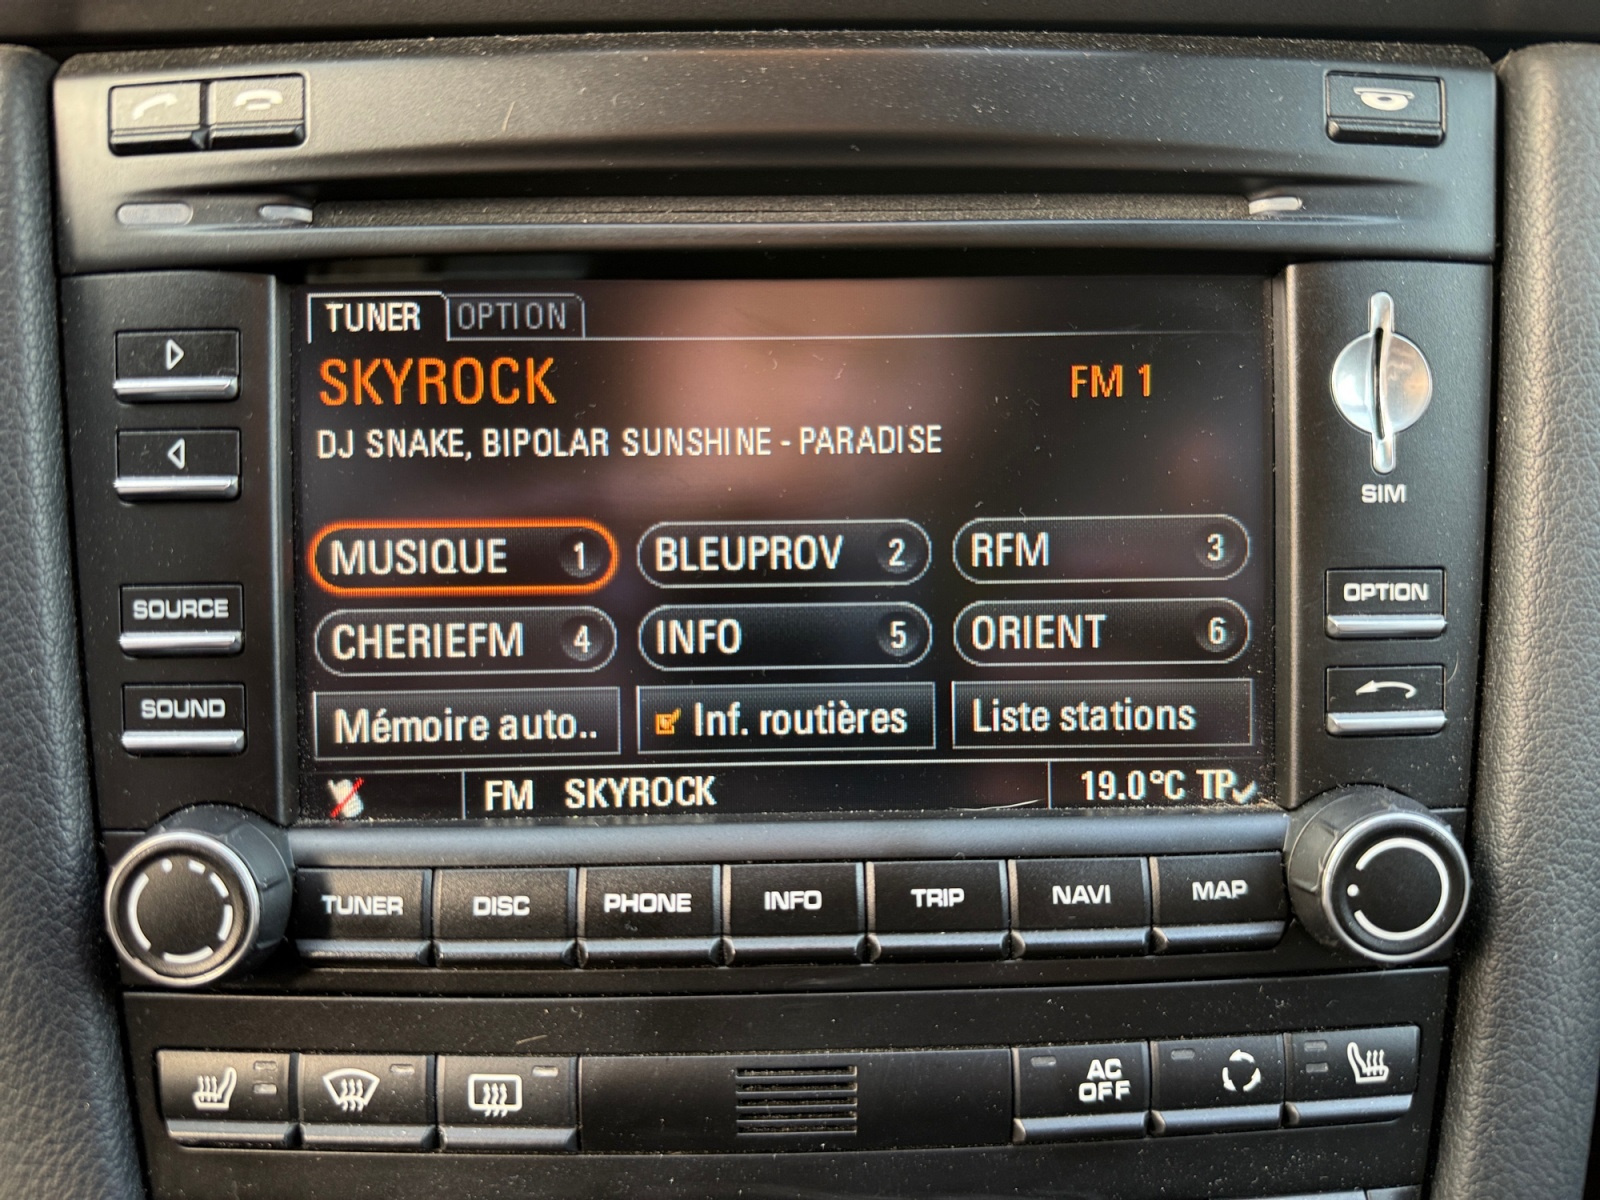 TUNER OPTION
SKYROCK FM 1
DJ SNAKE, BIPOLAR SUNSHINE - PARADISE
SIM
MUSIQUE 1 BLEUPROV 2 RFM 3
SOURCE
CHERIEFM 4 INFO 5 ORIENT 6
OPTION
SOUND
Mémoire auto.. Inf. routières Liste stations
FM SKYROCK 19.0°C TP
TUNER DISC PHONE INFO TRIP NAVI MAP
AC
OFF